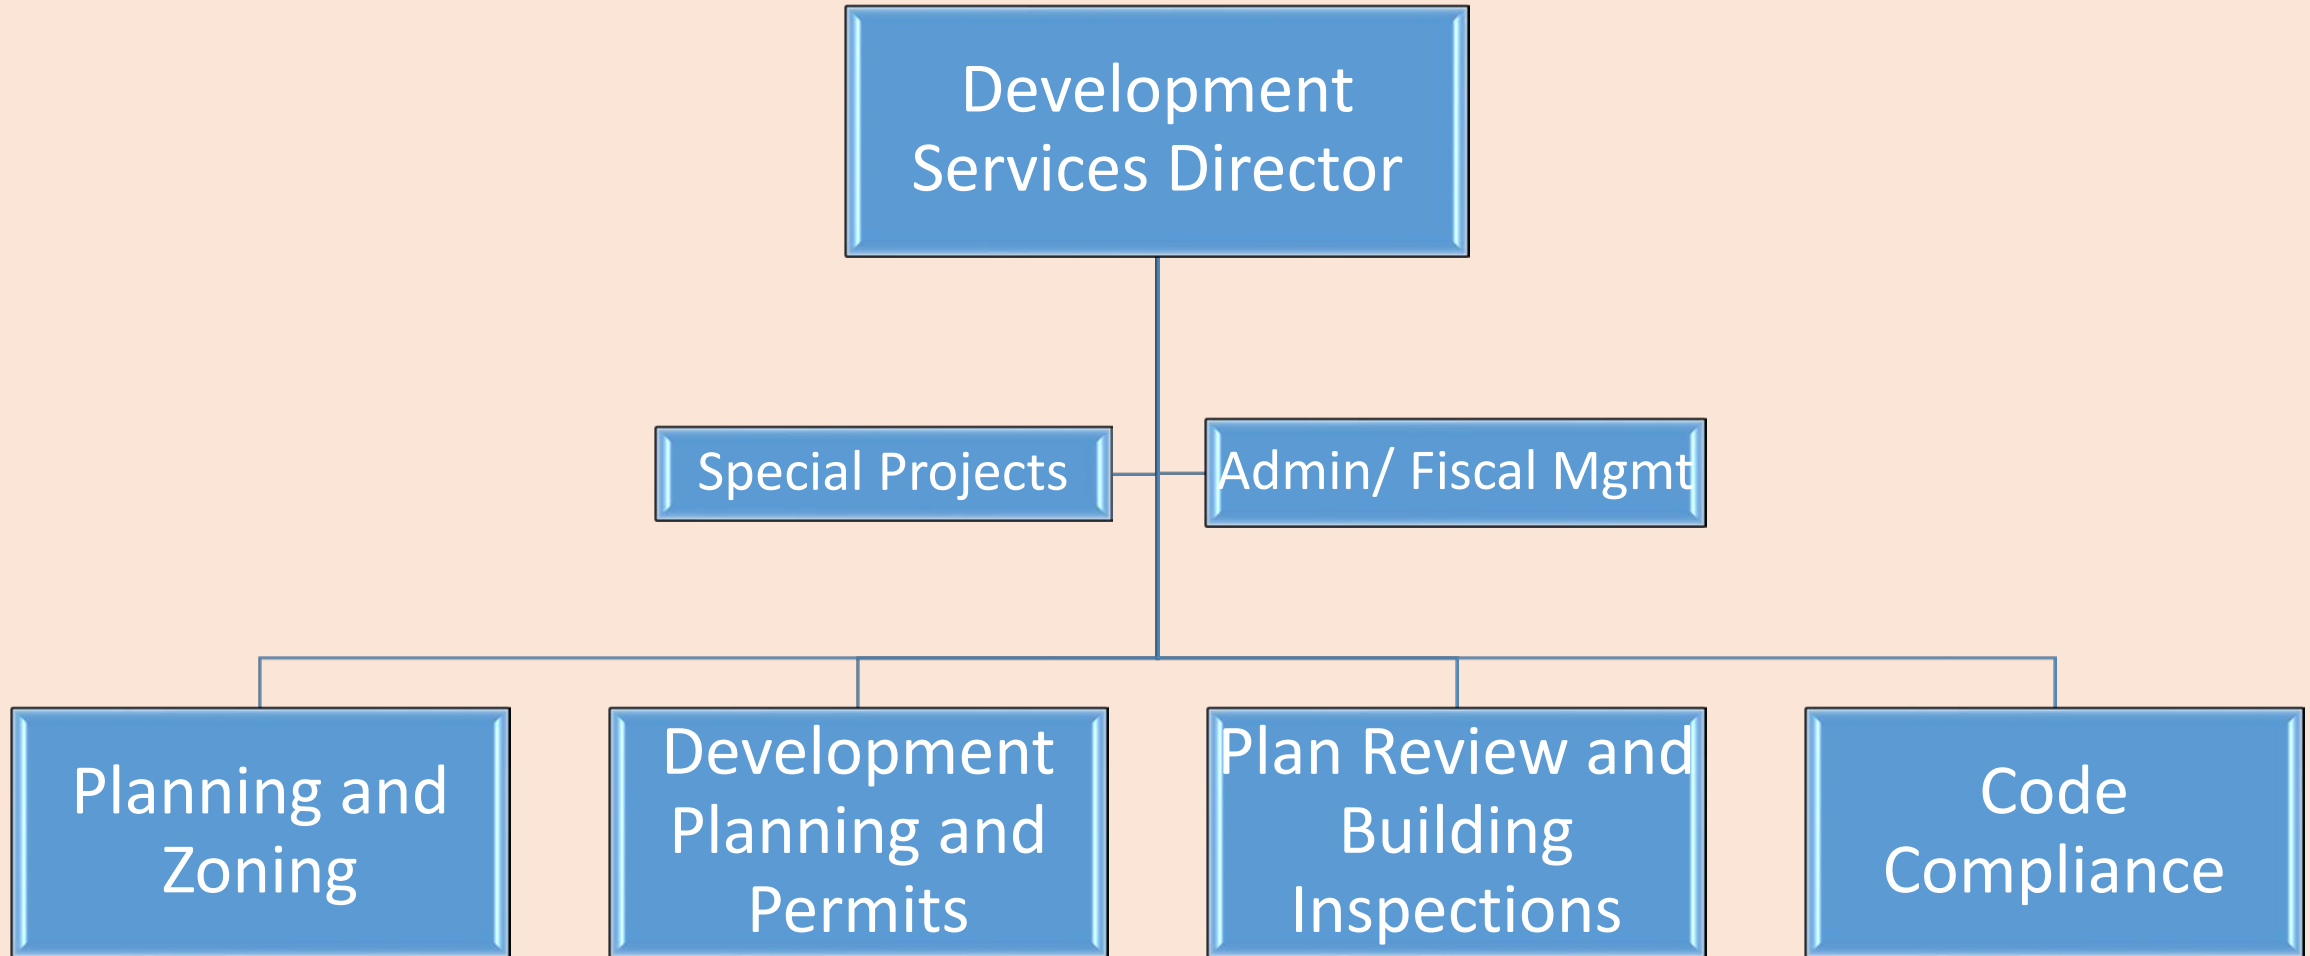 Development
Services Director
Special Projects
Admin/ Fiscal Mgmt
Planning and
Zoning
Development
Planning and
Permits
Plan Review and
Building
Inspections
Code
Compliance